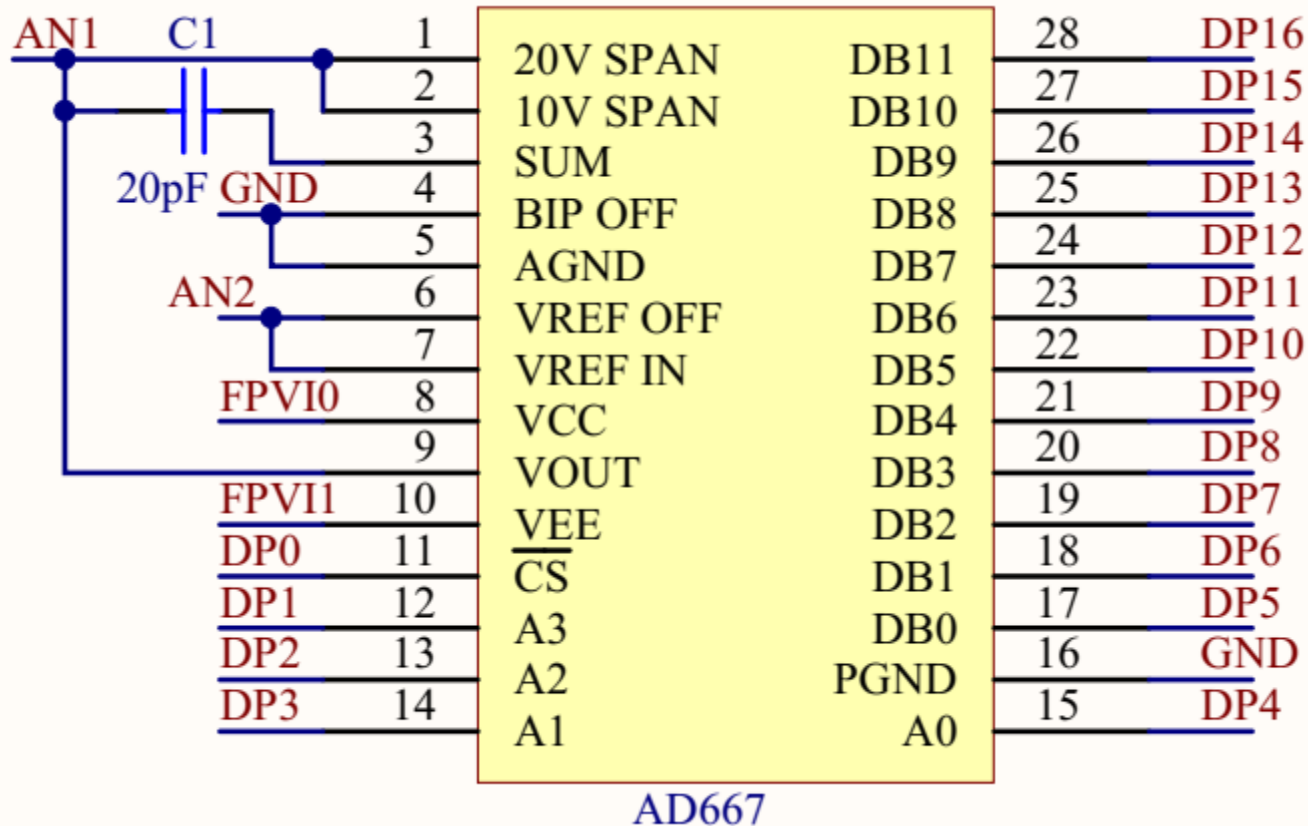 AN1 C1 1 20V SPAN DB11 28 DP16
2 10V SPAN DB10 27 DP15
3 SUM DB9 26 DP14
20pF GND 4 BIP OFF DB8 25 DP13
5 AGND DB7 24 DP12
AN2 6 VREF OFF DB6 23 DP11
7 VREF IN DB5 22 DP10
FPVI0 8 VCC DB4 21 DP9
9 VOUT DB3 20 DP8
FPVI1 10 VEE DB2 19 DP7
DP0 11 CS DB1 18 DP6
DP1 12 A3 DB0 17 DP5
DP2 13 A2 PGND 16 GND
DP3 14 A1 A0 15 DP4
AD667